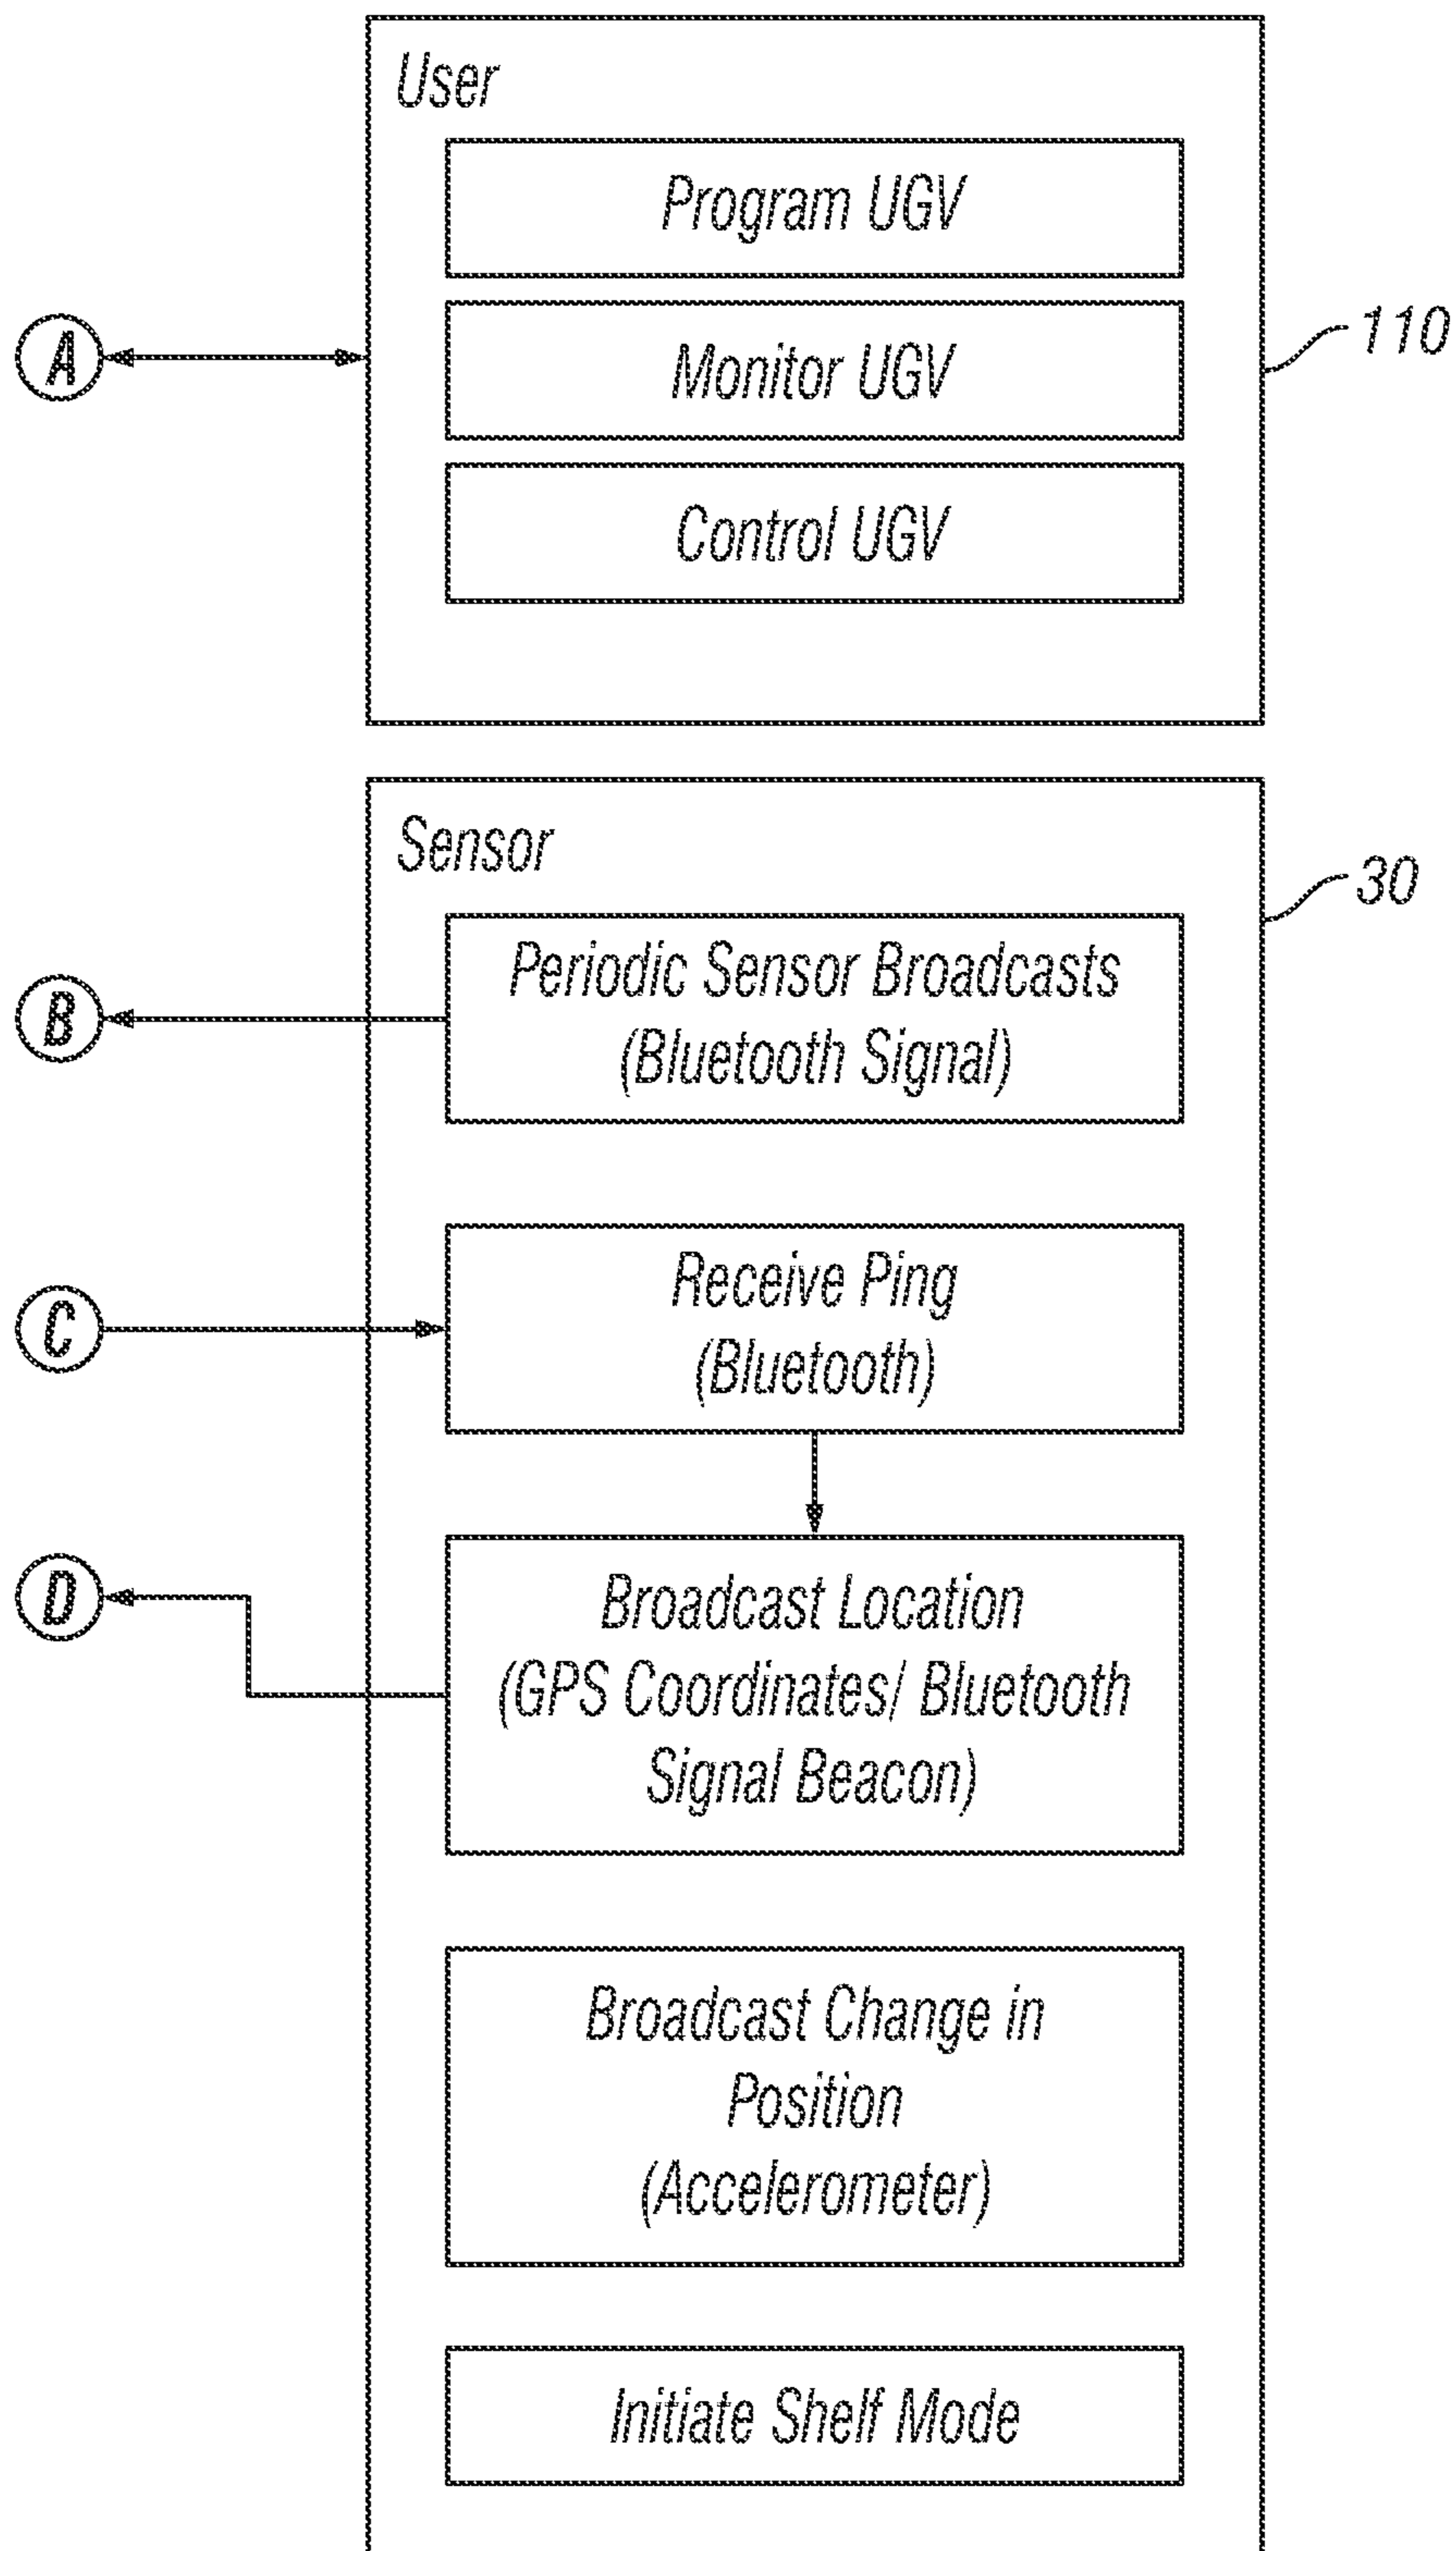 User
Program UGV
A
Monitor UGV
110
Control UGV
Sensor
30
Periodic Sensor Broadcasts
(Bluetooth Signal)
B
Receive Ping
(Bluetooth)
C
Broadcast Location
(GPS Coordinates/ Bluetooth
Signal Beacon)
D
Broadcast Change in
Position
(Accelerometer)
Initiate Shelf Mode